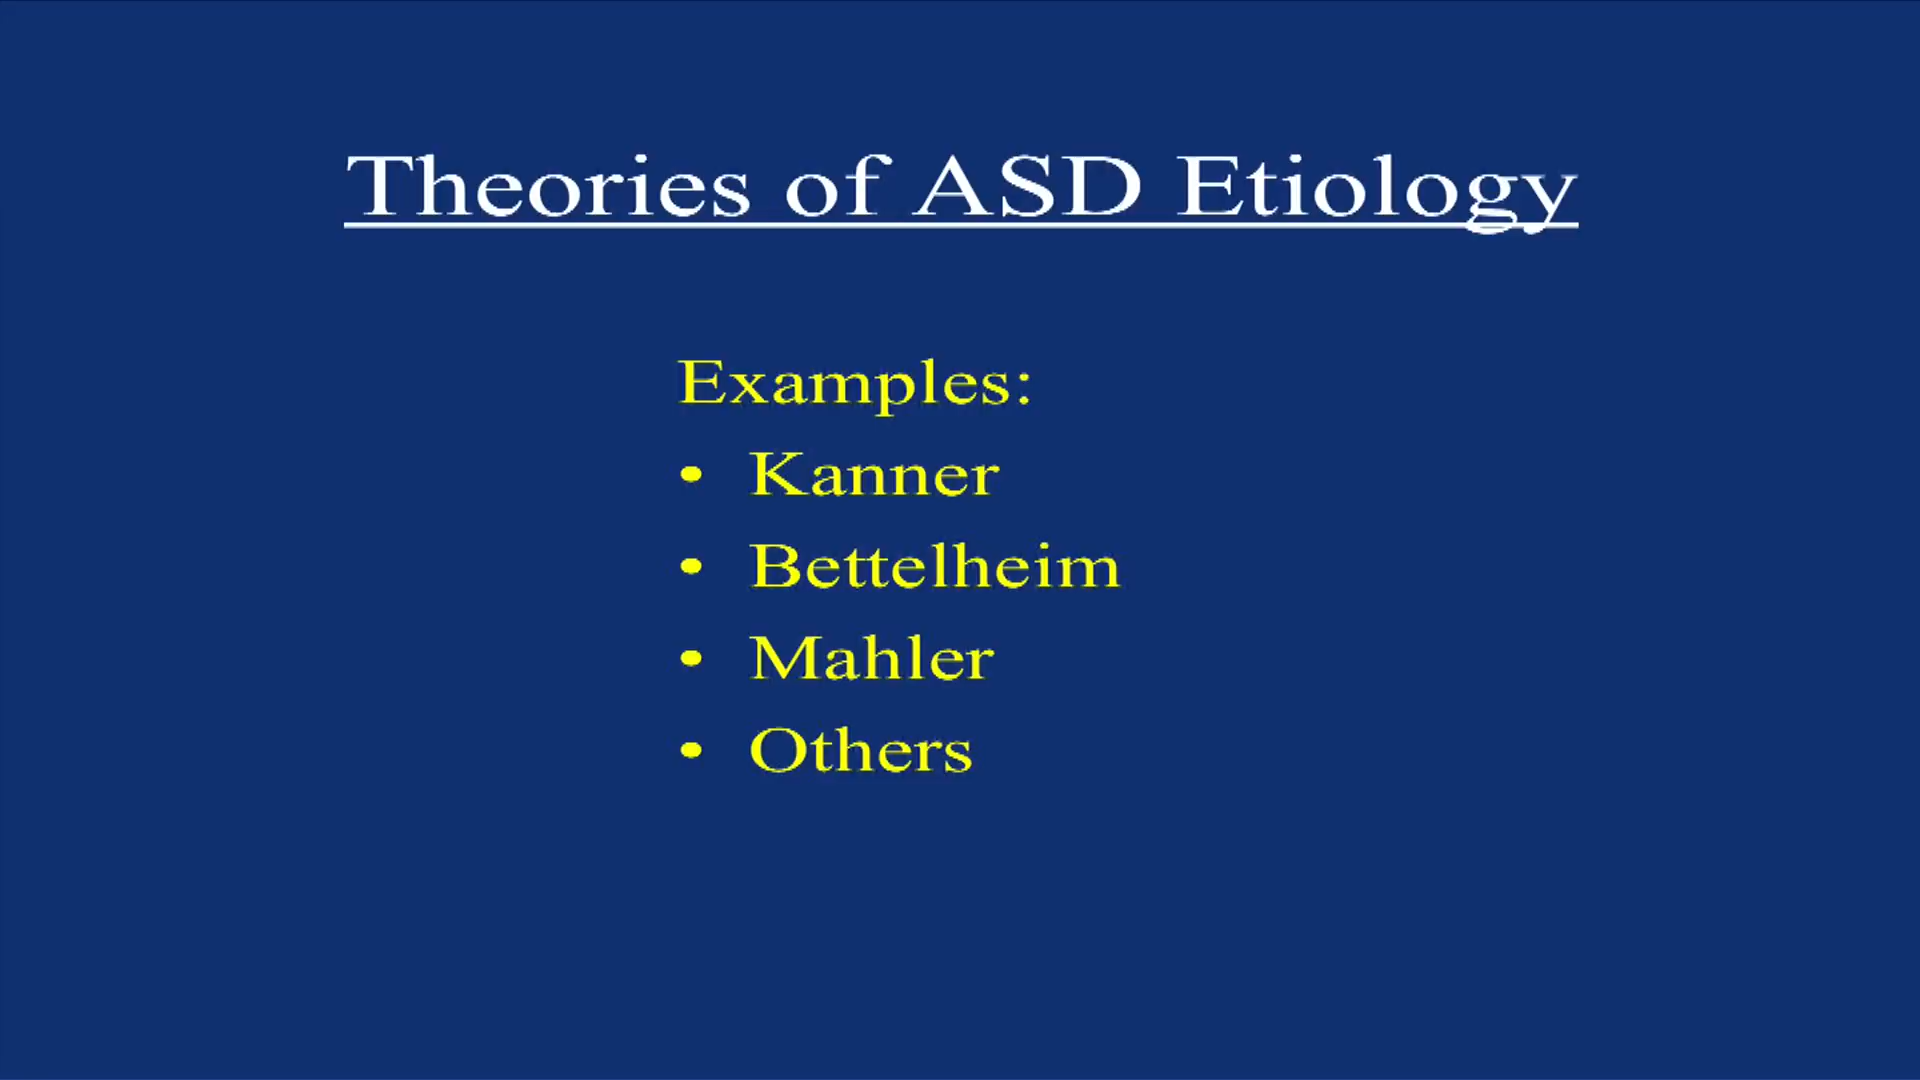 Theories of ASD Etiology
Examples:
• Kanner
• Bettelheim
• Mahler
• Others